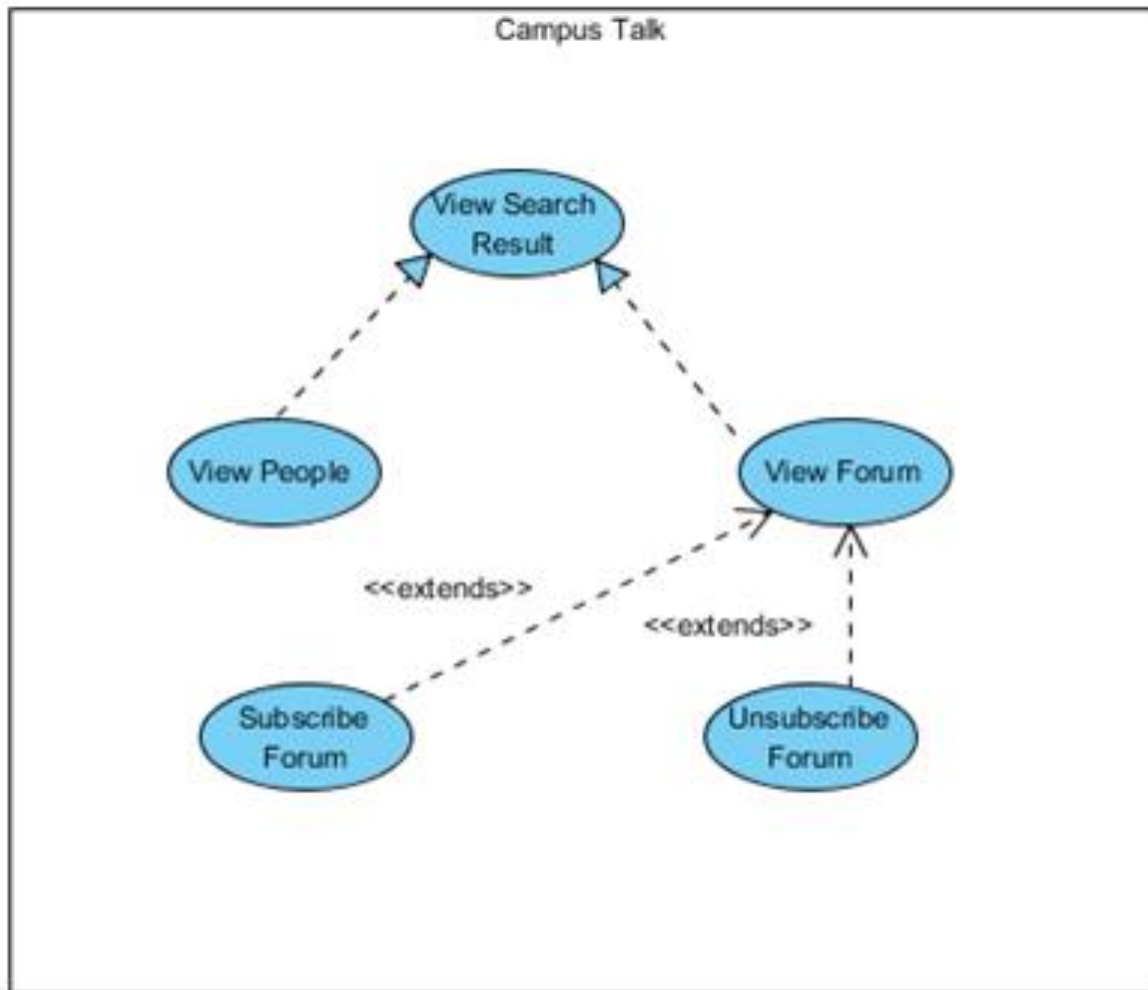 Campus Talk
View Search
Result
View People
View Forum
<<extends>>
<<extends>>
Subscribe
Forum
Unsubscribe
Forum